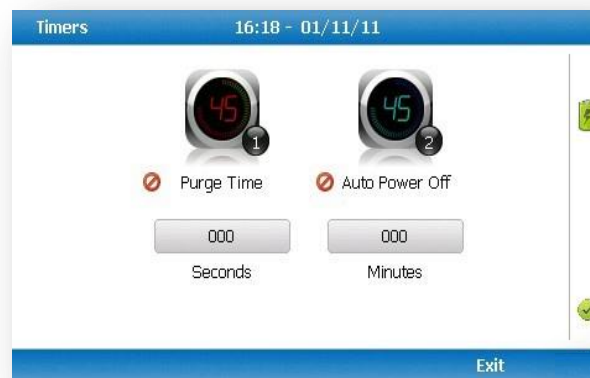 Timers 16:18 - 01/11/11
45 45
1 2
Purge Time Auto Power Off
000 000
Seconds Minutes
Exit